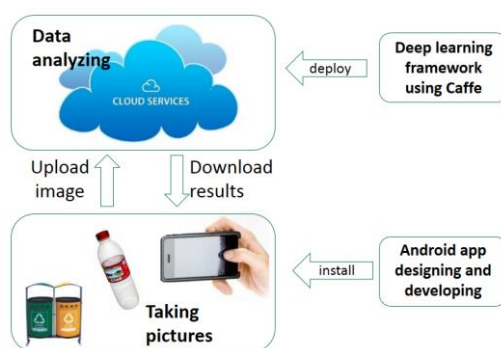 Data
analyzing
CLOUD SERVICES
deploy
Deep learning
framework
using Caffe
Upload
image
Download
results
Taking
pictures
install
Android app
designing and
developing